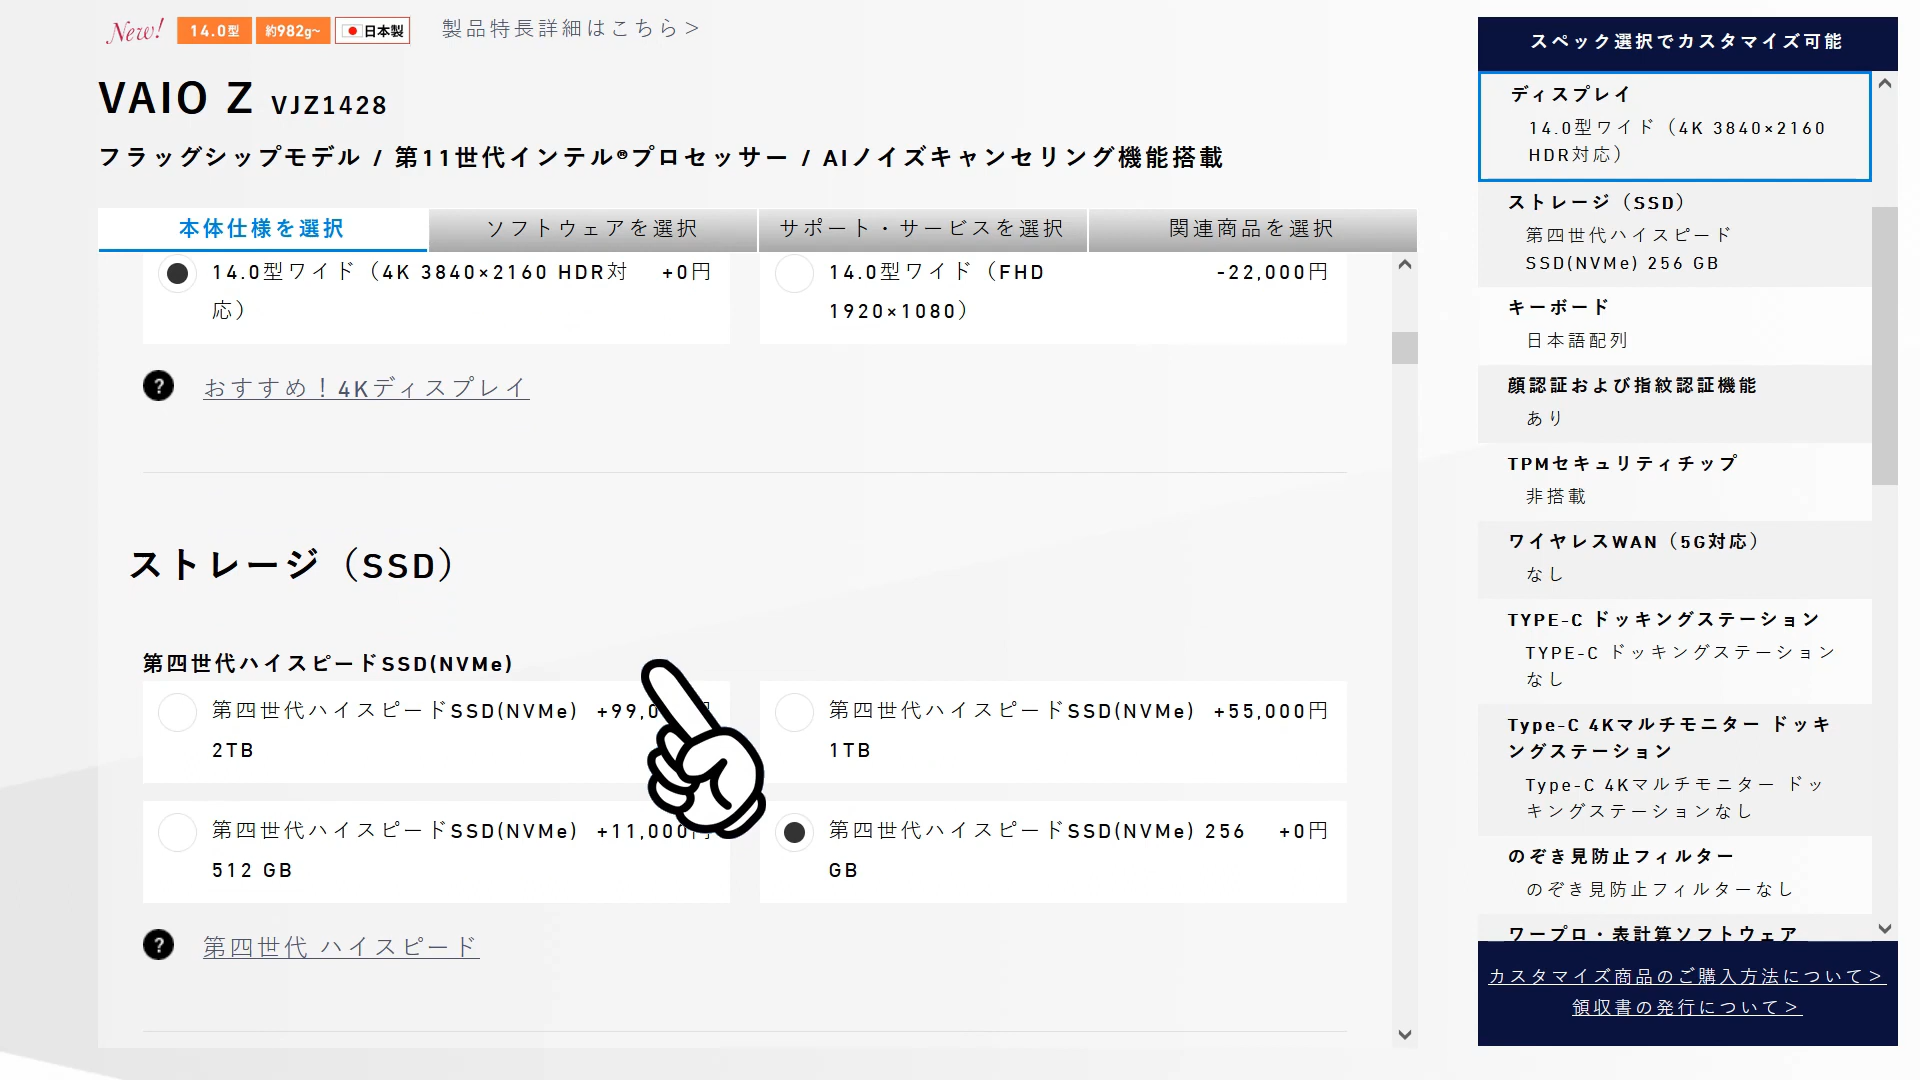 New! 14.0型 約982g~ 日本製 製品特長詳細はこちら＞
VAIO Z VJZ1428
フラッグシップモデル / 第11世代インテル®プロセッサー / AIノイズキャンセリング機能搭載
本体仕様を選択 ソフトウェアを選択 サポート・サービスを選択 関連商品を選択
14.0型ワイド（4K 3840×2160 HDR対 +0円
応）
14.0型ワイド（FHD -22,000円
1920×1080）
? おすすめ！4Kディスプレイ
ストレージ（SSD）
第四世代ハイスピードSSD(NVMe)
第四世代ハイスピードSSD(NVMe) +99,0
2TB
第四世代ハイスピードSSD(NVMe) +55,000円
1TB
第四世代ハイスピードSSD(NVMe) +11,000円
512 GB
第四世代ハイスピードSSD(NVMe) 256 +0円
GB
? 第四世代 ハイスピード
スペック選択でカスタマイズ可能
ディスプレイ
14.0型ワイド（4K 3840×2160
HDR対応）
ストレージ（SSD）
第四世代ハイスピード
SSD(NVMe) 256 GB
キーボード
日本語配列
顔認証および指紋認証機能
あり
TPMセキュリティチップ
非搭載
ワイヤレスWAN（5G対応）
なし
TYPE-C ドッキングステーション
TYPE-C ドッキングステーション
なし
Type-C 4Kマルチモニター ドッキ
ングステーション
Type-C 4Kマルチモニター ドッ
キングステーションなし
のぞき見防止フィルター
のぞき見防止フィルターなし
ワープロ・表計算ソフトウェア
カスタマイズ商品のご購入方法について＞
領収書の発行について＞